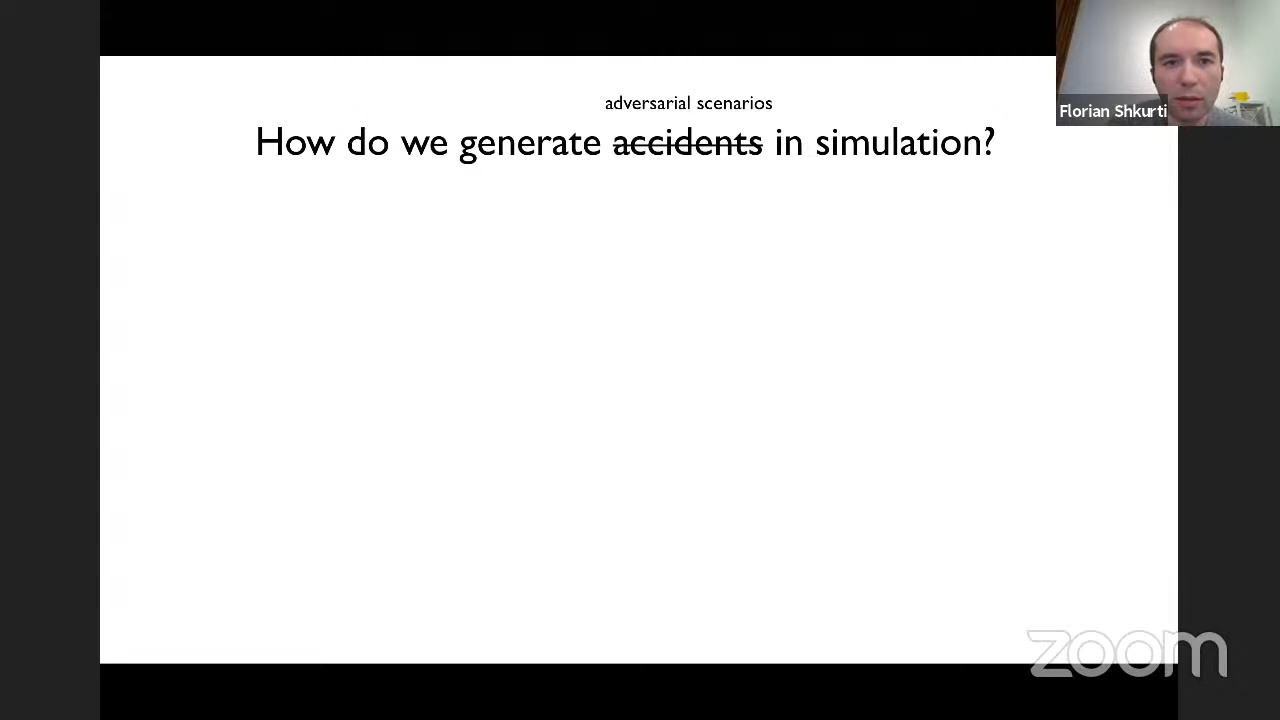 adversarial scenarios
How do we generate accidents in simulation?
Florian Shkurti
zoom